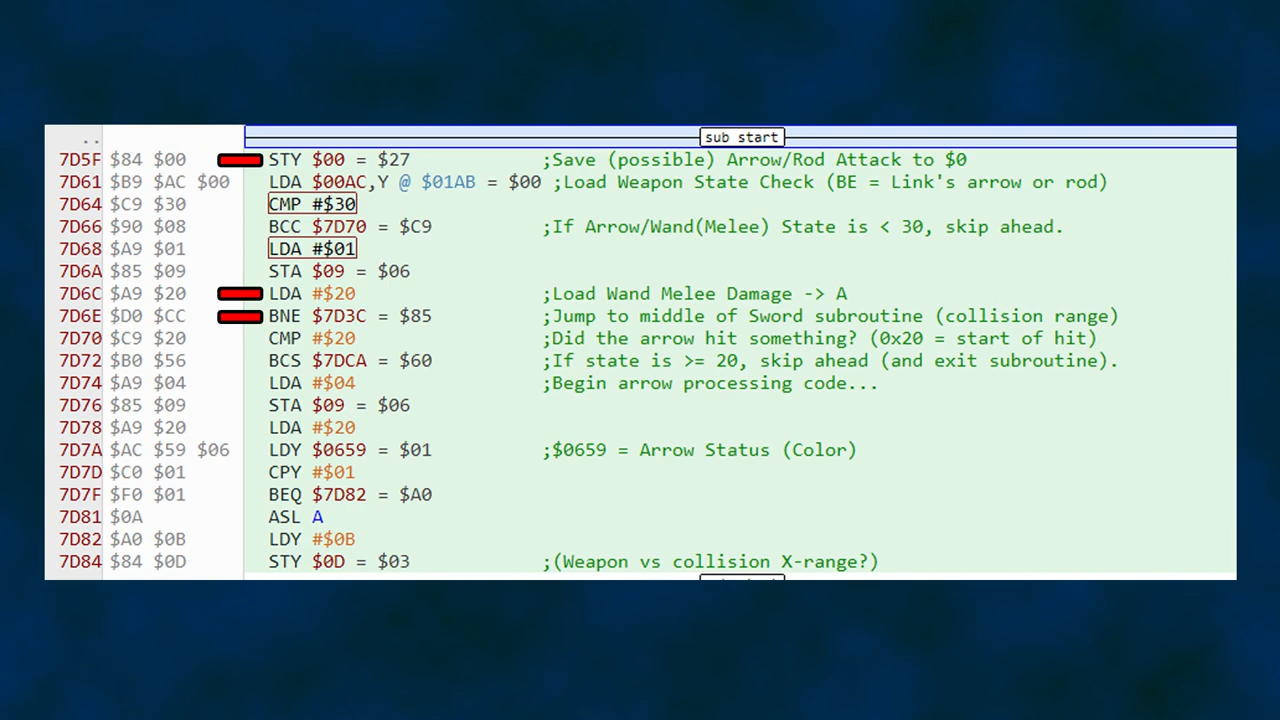 .. sub start
7D5F $84 $00 STY $00 = $27 ;Save (possible) Arrow/Rod Attack to $0
7D61 $B9 $AC $00 LDA $00AC,Y @ $01AB = $00 ;Load Weapon State Check (BE = Link's arrow or rod)
7D64 $C9 $30 CMP #$30
7D66 $90 $08 BCC $7D70 = $C9 ;If Arrow/Wand(Melee) State is < 30, skip ahead.
7D68 $A9 $01 LDA #$01
7D6A $85 $09 STA $09 = $06
7D6C $A9 $20 LDA #$20 ;Load Wand Melee Damage -> A
7D6E $D0 $CC BNE $7D3C = $85 ;Jump to middle of Sword subroutine (collision range)
7D70 $C9 $20 CMP #$20 ;Did the arrow hit something? (0x20 = start of hit)
7D72 $B0 $56 BCS $7DCA = $60 ;If state is >= 20, skip ahead (and exit subroutine).
7D74 $A9 $04 LDA #$04 ;Begin arrow processing code...
7D76 $85 $09 STA $09 = $06
7D78 $A9 $20 LDA #$20
7D7A $AC $59 $06 LDY $0659 = $01 ;$0659 = Arrow Status (Color)
7D7D $C0 $01 CPY #$01
7D7F $F0 $01 BEQ $7D82 = $A0
7D81 $0A ASL A
7D82 $A0 $0B LDY #$0B
7D84 $84 $0D STY $0D = $03 ;(Weapon vs collision X-range?)